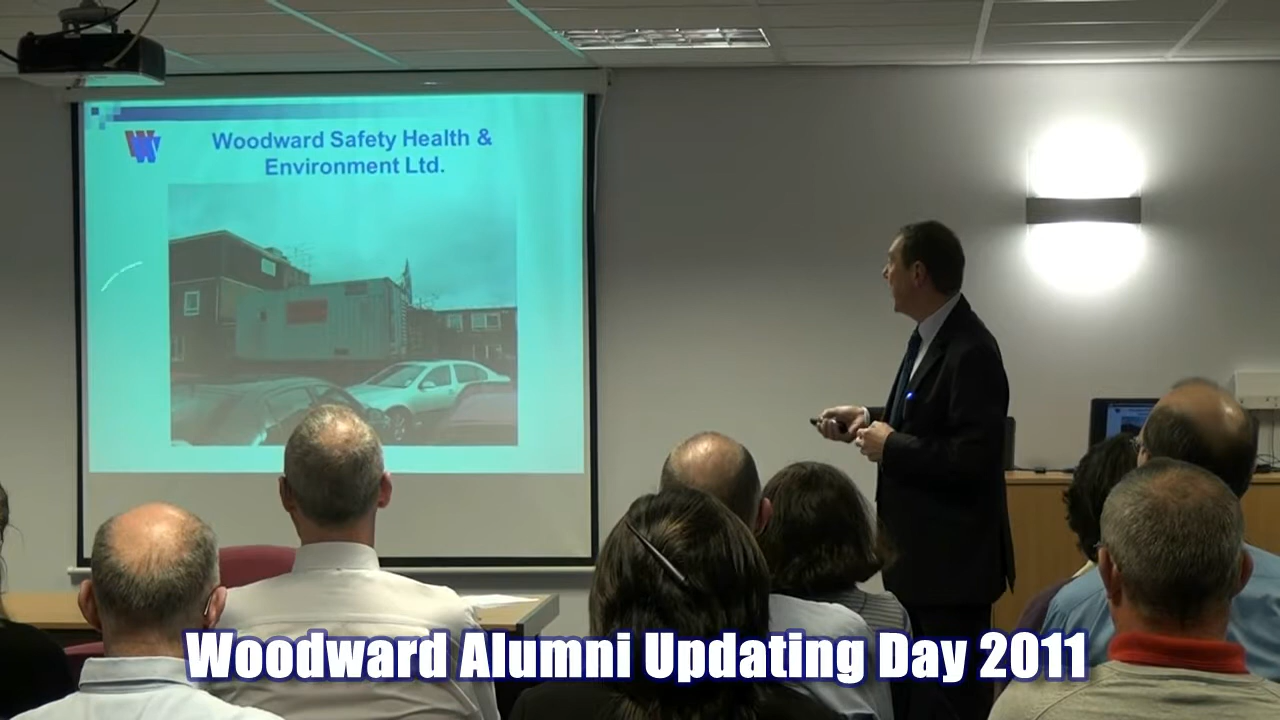 Woodward Safety Health &
Environment Ltd.
Woodward Alumni Updating Day 2011